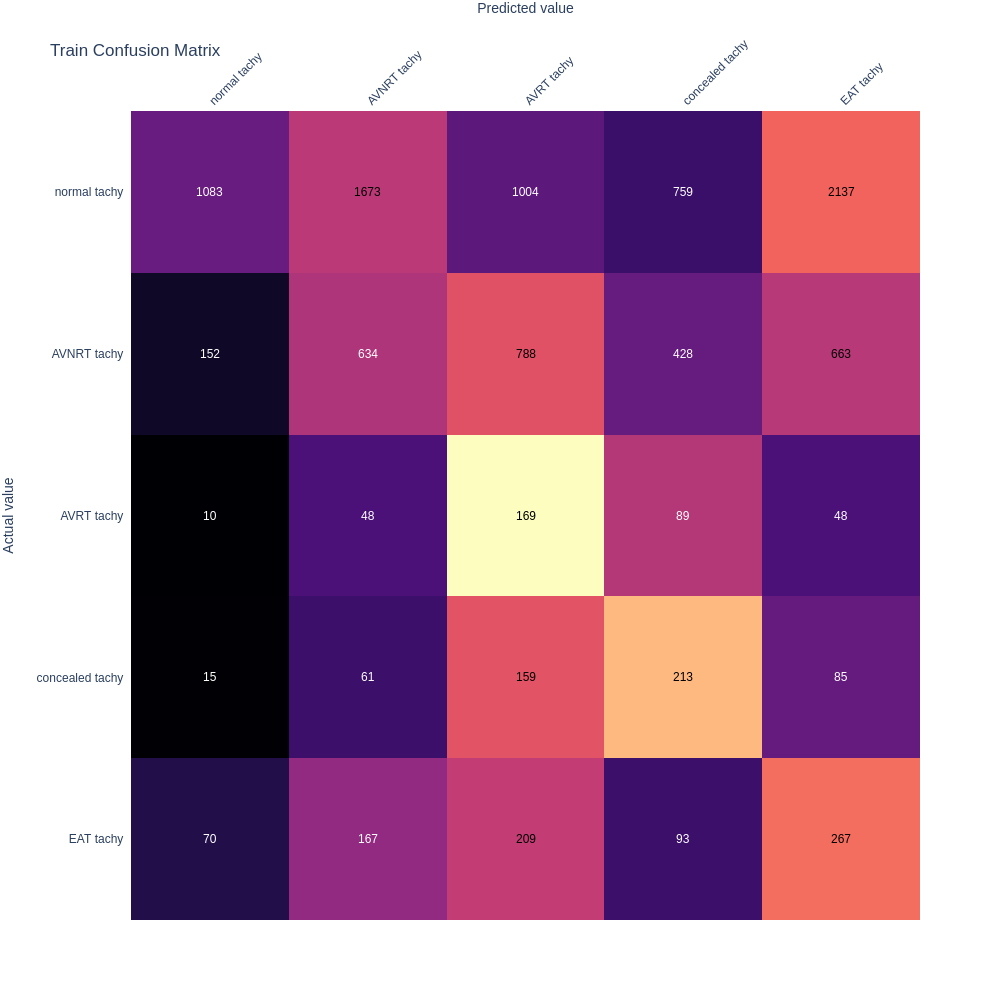 Predicted value
Train Confusion Matrix
normal tachy AVNRT tachy AVRT tachy concealed tachy EAT tachy
normal tachy 1083 1673 1004 759 2137
AVNRT tachy 152 634 788 428 663
Actual value
AVRT tachy 10 48 169 89 48
concealed tachy 15 61 159 213 85
EAT tachy 70 167 209 93 267